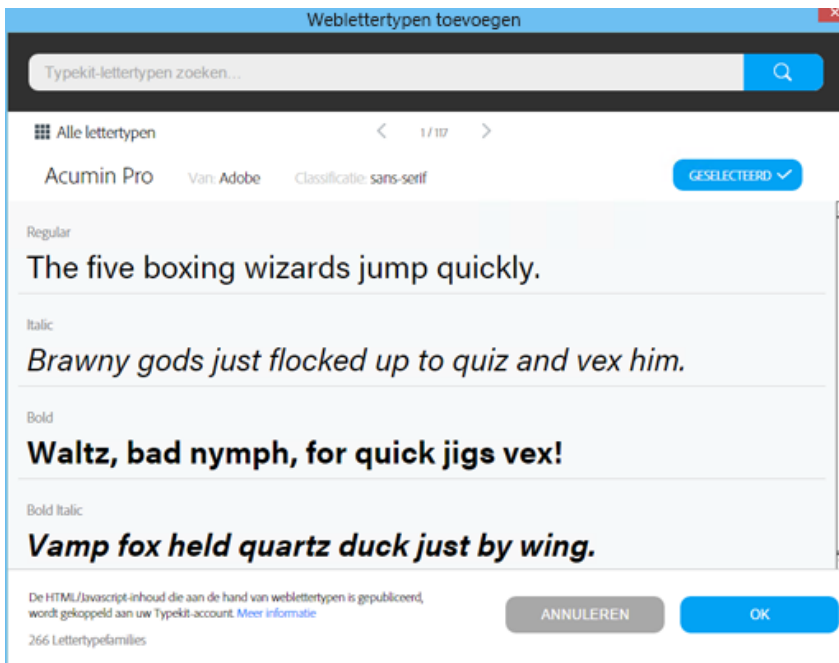 Weblettertypen toevoegen
Typekit-lettertypen zoeken...
Alle lettertypen
1 / 117
Acumin Pro Van: Adobe Classificatie: sans-serif GESELECTEERD
Regular
The five boxing wizards jump quickly.
Italic
Brawny gods just flocked up to quiz and vex him.
Bold
Waltz, bad nymph, for quick jigs vex!
Bold Italic
Vamp fox held quartz duck just by wing.
De HTML/Javascript-inhoud die aan de hand van weblettertypen is gepubliceerd,
wordt gekoppeld aan uw Typekit-account. Meer informatie
ANNULEREN OK
266 Lettertypefamilies